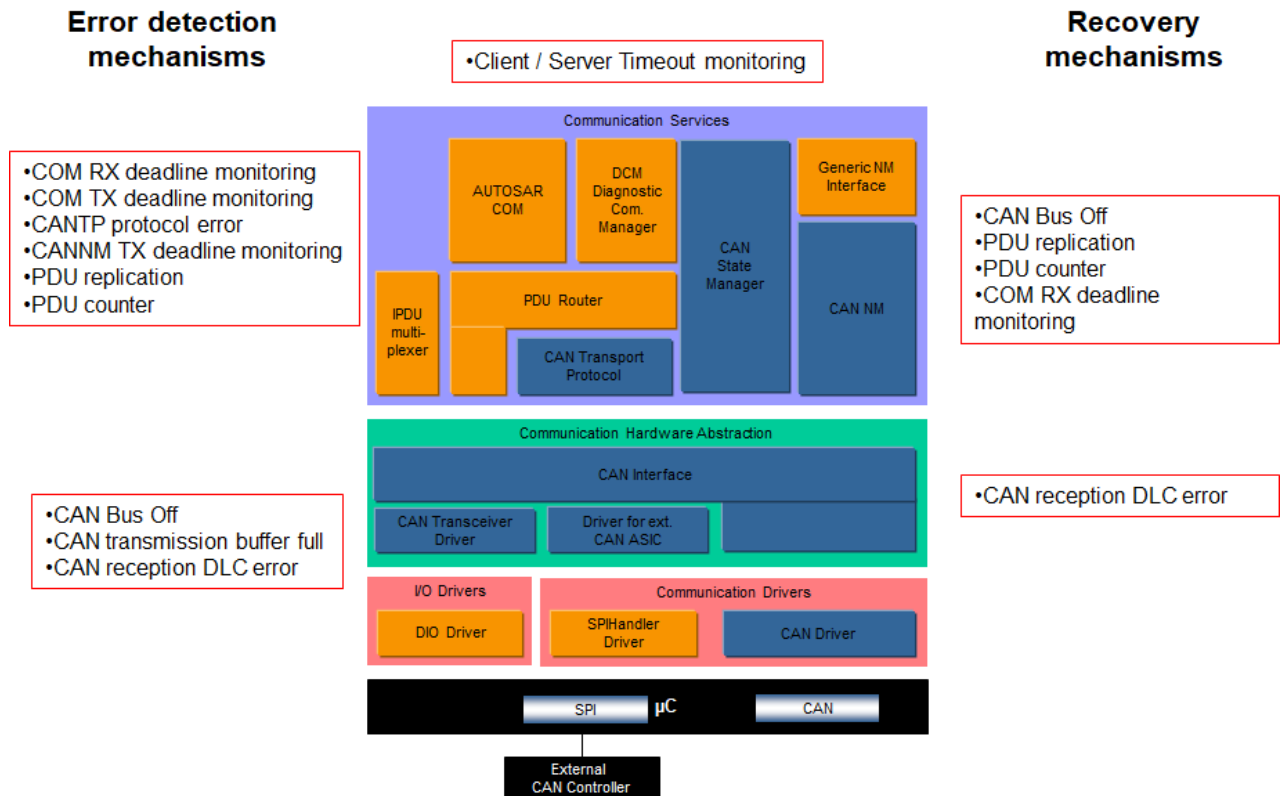 Error detection
mechanisms
Recovery
mechanisms
•Client / Server Timeout monitoring
•COM RX deadline monitoring
•COM TX deadline monitoring
•CANTP protocol error
•CANNM TX deadline monitoring
•PDU replication
•PDU counter
Communication Services
AUTOSAR
COM
DCM
Diagnostic
Com.
Manager
CAN
State
Manager
Generic NM
Interface
CAN NM
IPDU
multi-
plexer
PDU Router
CAN Transport
Protocol
•CAN Bus Off
•PDU replication
•PDU counter
•COM RX deadline
monitoring
•CAN Bus Off
•CAN transmission buffer full
•CAN reception DLC error
Communication Hardware Abstraction
CAN Interface
CAN Transceiver
Driver
Driver for ext.
CAN ASIC
•CAN reception DLC error
I/O Drivers
DIO Driver
Communication Drivers
SPIHandler
Driver
CAN Driver
SPI
µC
CAN
External
CAN Controller